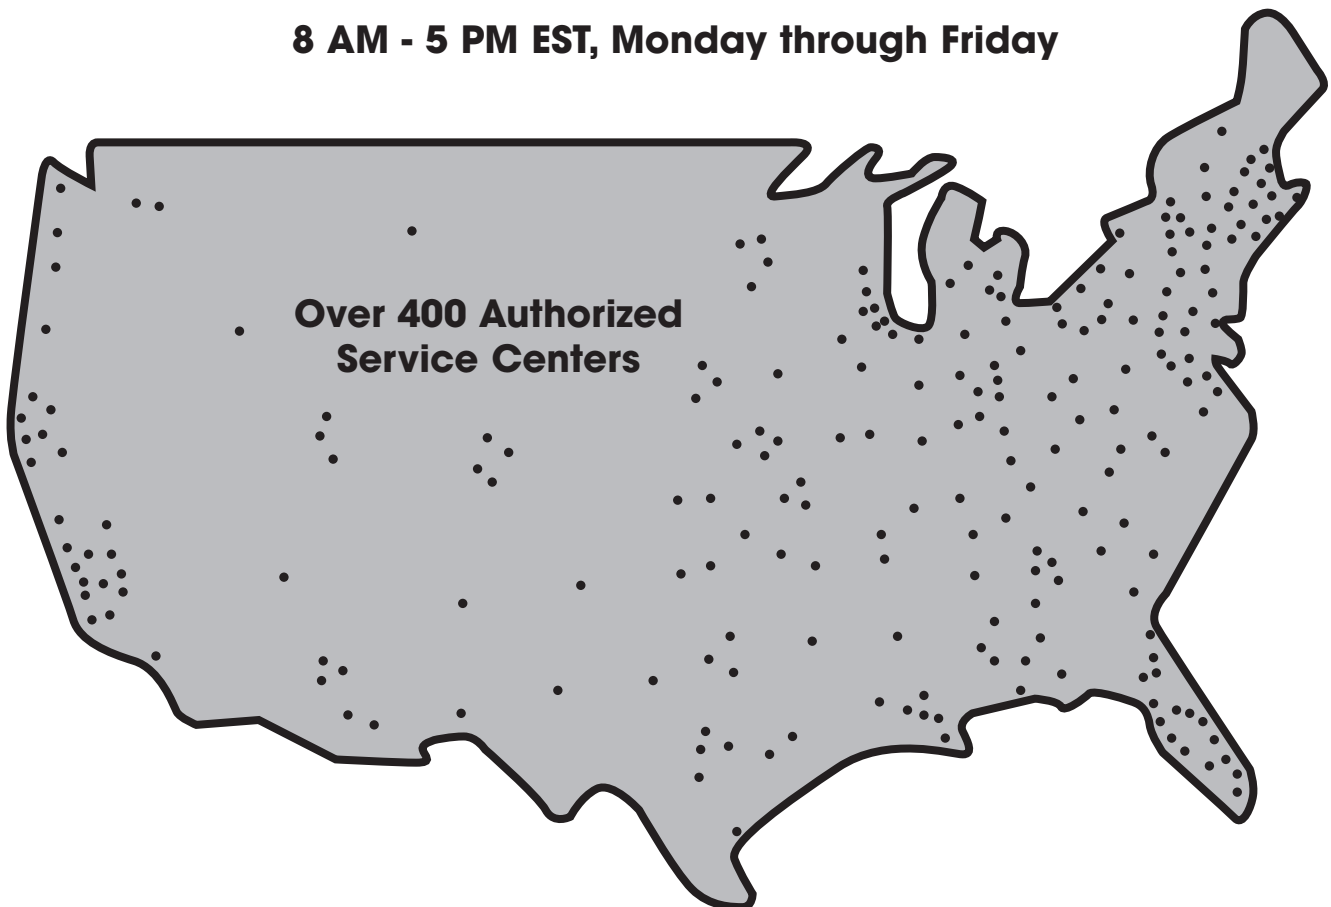 8 AM - 5 PM EST, Monday through Friday
Over 400 Authorized
Service Centers